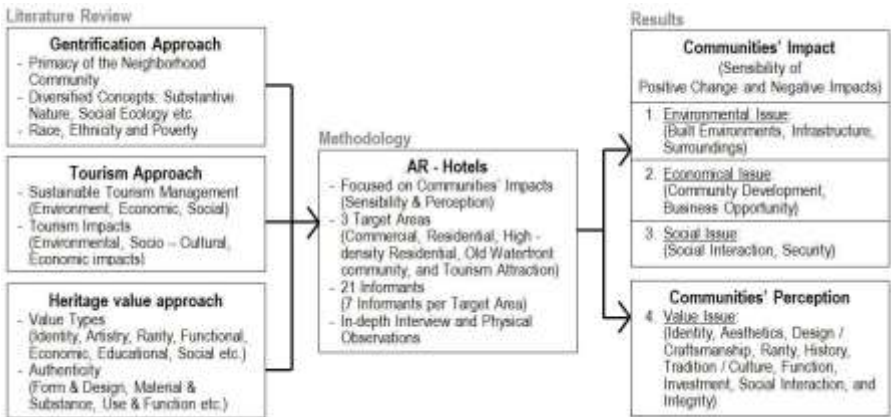 Literature Review
Gentrification Approach
- Primacy of the Neighborhood
Community
- Diversified Concepts: Substantive
Nature, Social Ecology etc.
- Race, Ethnicity and Poverty
Tourism Approach
- Sustainable Tourism Management
(Environment, Economic, Social)
- Tourism Impacts
(Environmental, Socio – Cultural,
Economic impacts)
Heritage value approach
- Value Types
(Identity, Artistry, Rarity, Functional,
Economic, Educational, Social etc.)
- Authenticity
(Form & Design, Material &
Substance, Use & Function etc.)
Methodology
AR - Hotels
- Focused on Communities' Impacts
(Sensibility & Perception)
- 3 Target Areas
(Commercial, Residential, High -
density Residential, Old Waterfront
community, and Tourism Attraction)
- 21 Informants
(7 Informants per Target Area)
- In-depth Interview and Physical
Observations
Results
Communities' Impact
(Sensibility of
Positive Change and Negative Impacts)
1. Environmental Issue:
(Built Environments, Infrastructure,
Surroundings)
2. Economical Issue:
(Community Development,
Business Opportunity)
3. Social Issue
(Social Interaction, Security)
Communities' Perception
4. Value Issue:
(Identity, Aesthetics, Design /
Craftsmanship, Rarity, History,
Tradition / Culture, Function,
Investment, Social Interaction, and
Integrity)